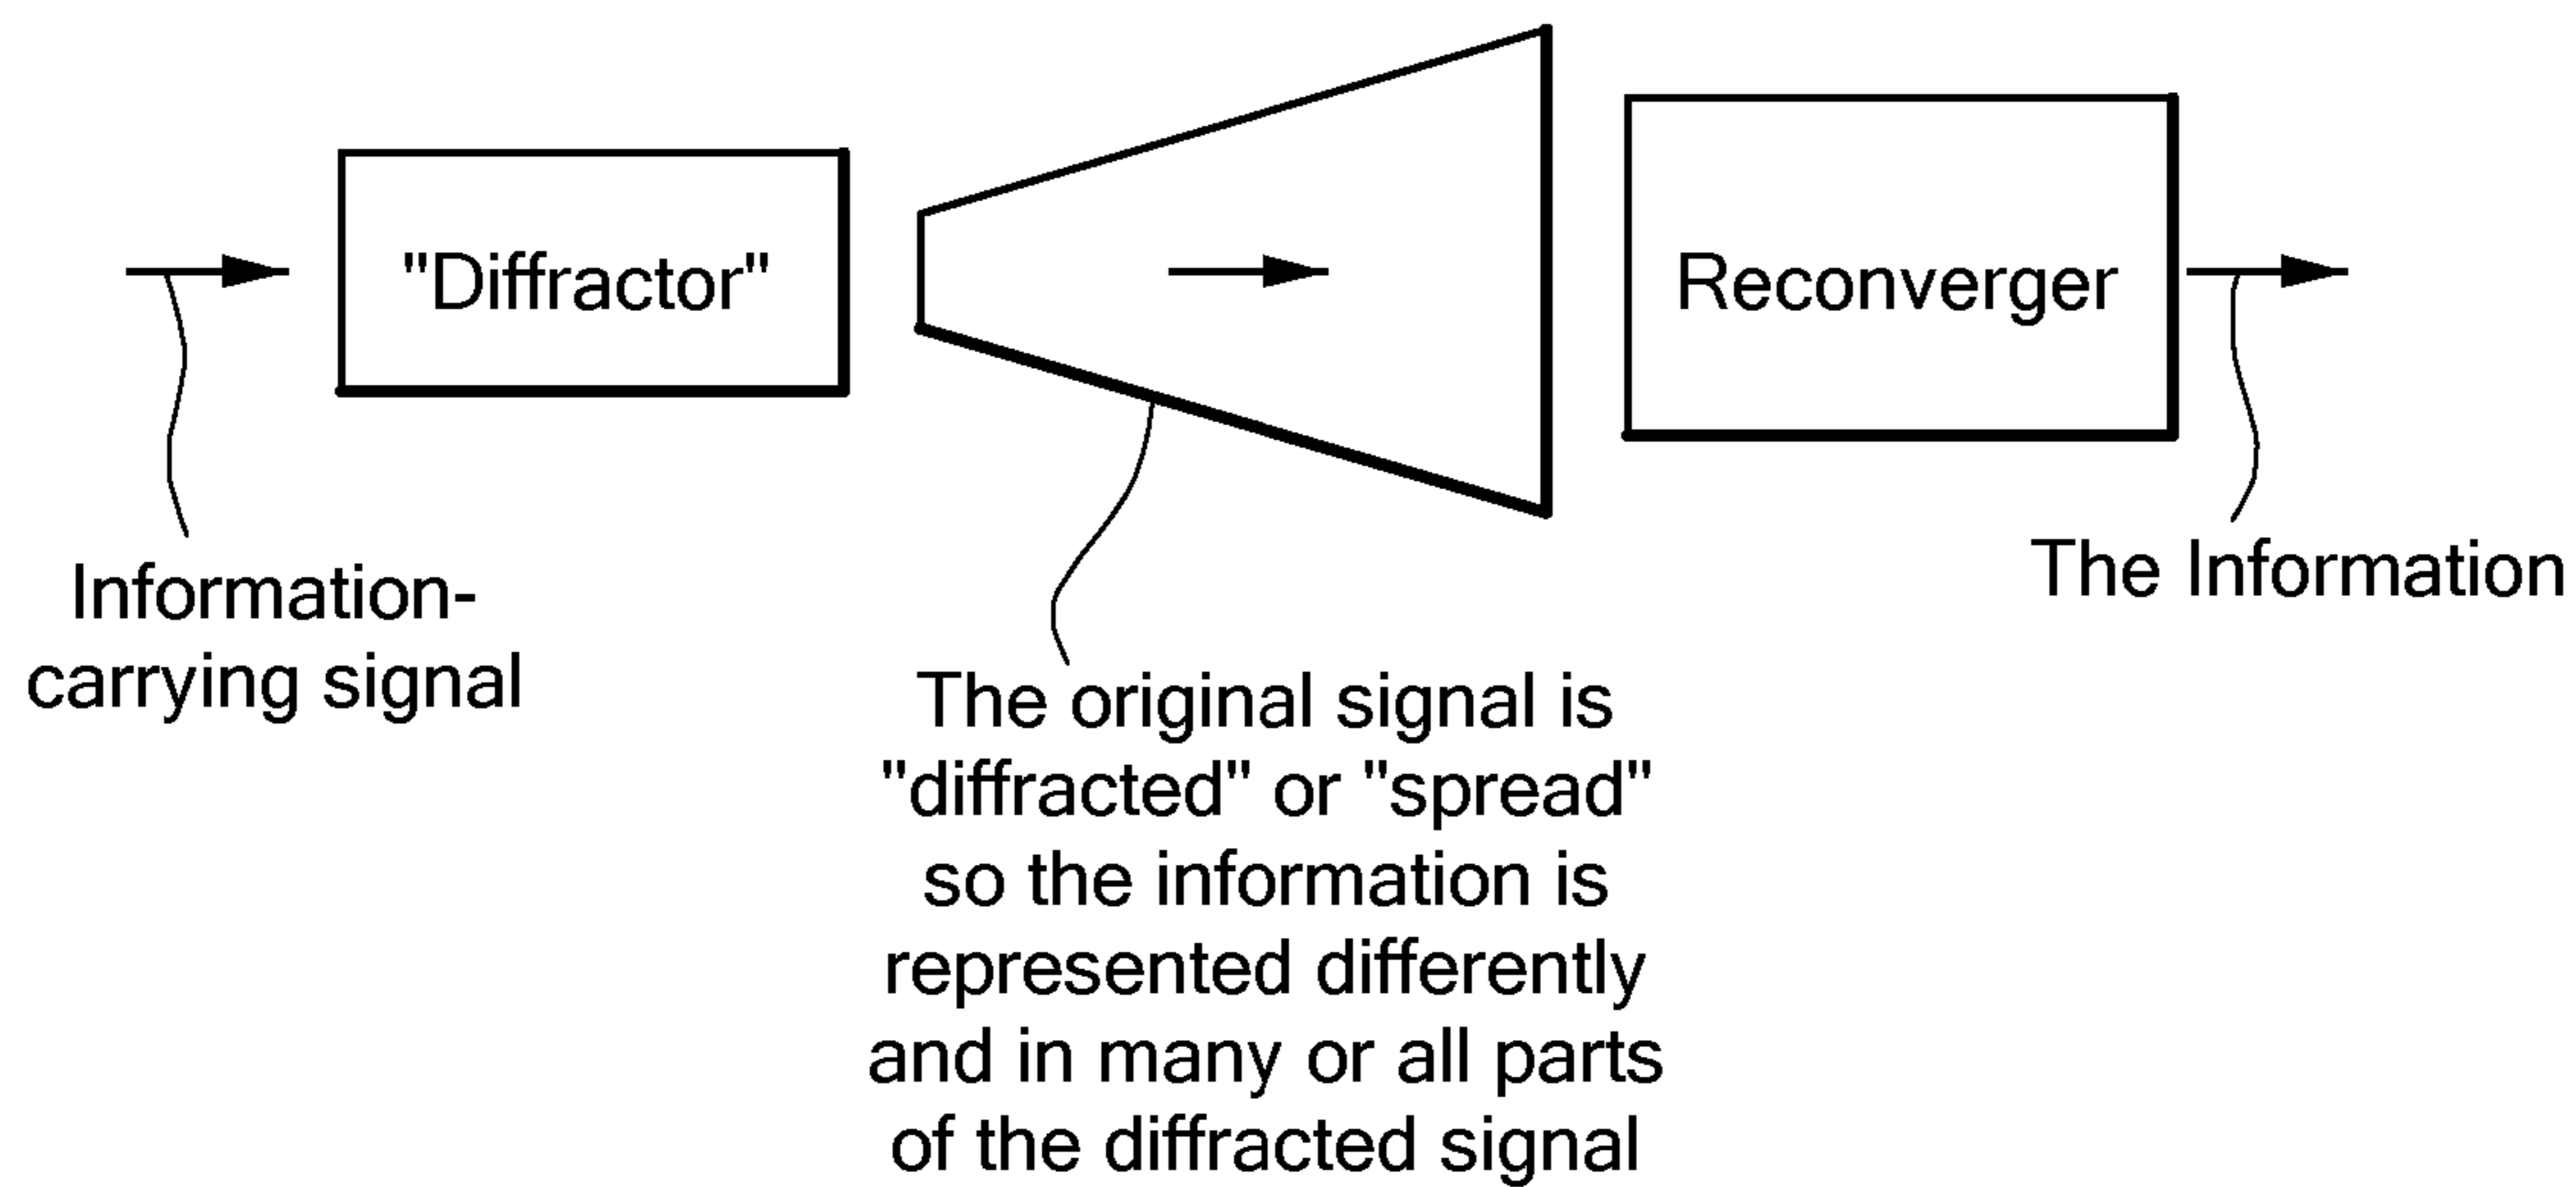 "Diffractor"
Reconverger
Information-
carrying signal
The original signal is
"diffracted" or "spread"
so the information is
represented differently
and in many or all parts
of the diffracted signal
The Information